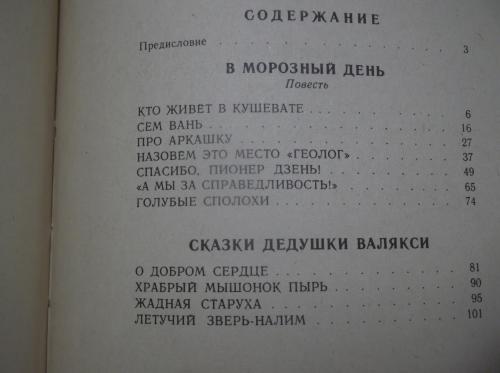 СОДЕРЖАНИЕ
Предисловие . . . . . . . . . . . . 3
В МОРОЗНЫЙ ДЕНЬ
Повесть
КТО ЖИВЕТ В КУШЕВАТЕ . . . . . . . . 6
СЕМ ВАНЬ . . . . . . . . . . . . 16
ПРО АРКАШКУ . . . . . . . . . . . 27
НАЗОВЕМ ЭТО МЕСТО «ГЕОЛОГ» . . . . . . 37
СПАСИБО, ПИОНЕР ДЗЕНЬ! . . . . . . . 49
«А МЫ ЗА СПРАВЕДЛИВОСТЬ!» . . . . . . 65
ГОЛУБЫЕ СПОЛОХИ . . . . . . . . . 74
СКАЗКИ ДЕДУШКИ ВАЛЯКСИ
О ДОБРОМ СЕРДЦЕ . . . . . . . . . 81
ХРАБРЫЙ МЫШОНОК ПЫРЬ . . . . . . . 90
ЖАДНАЯ СТАРУХА . . . . . . . . . . 95
ЛЕТУЧИЙ ЗВЕРЬ-НАЛИМ . . . . . . . . 101